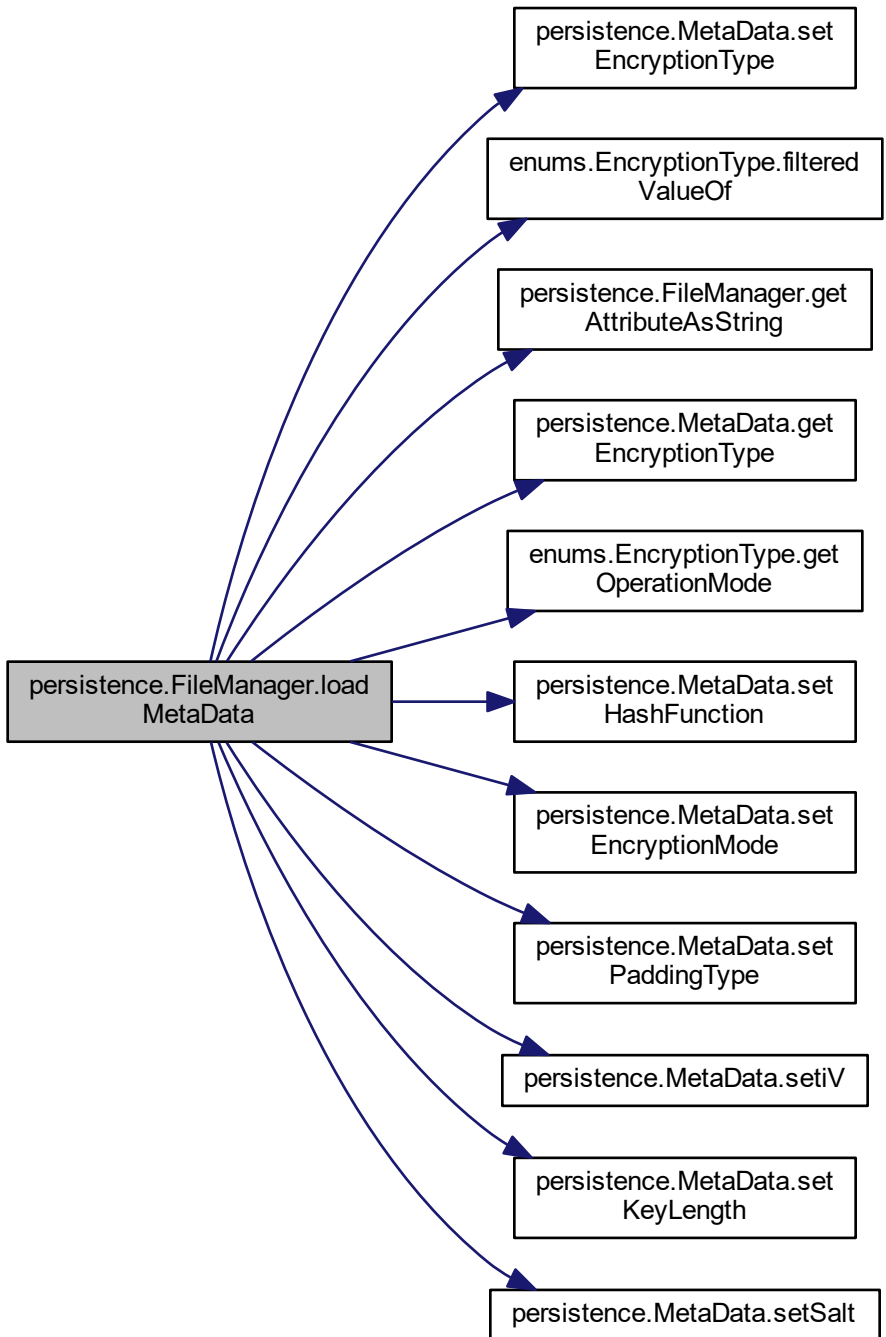 persistence.MetaData.set
EncryptionType
enums.EncryptionType.filtered
ValueOf
persistence.FileManager.get
AttributeAsString
persistence.MetaData.get
EncryptionType
enums.EncryptionType.get
OperationMode
persistence.FileManager.load
MetaData
persistence.MetaData.set
HashFunction
persistence.MetaData.set
EncryptionMode
persistence.MetaData.set
PaddingType
persistence.MetaData.setiV
persistence.MetaData.set
KeyLength
persistence.MetaData.setSalt